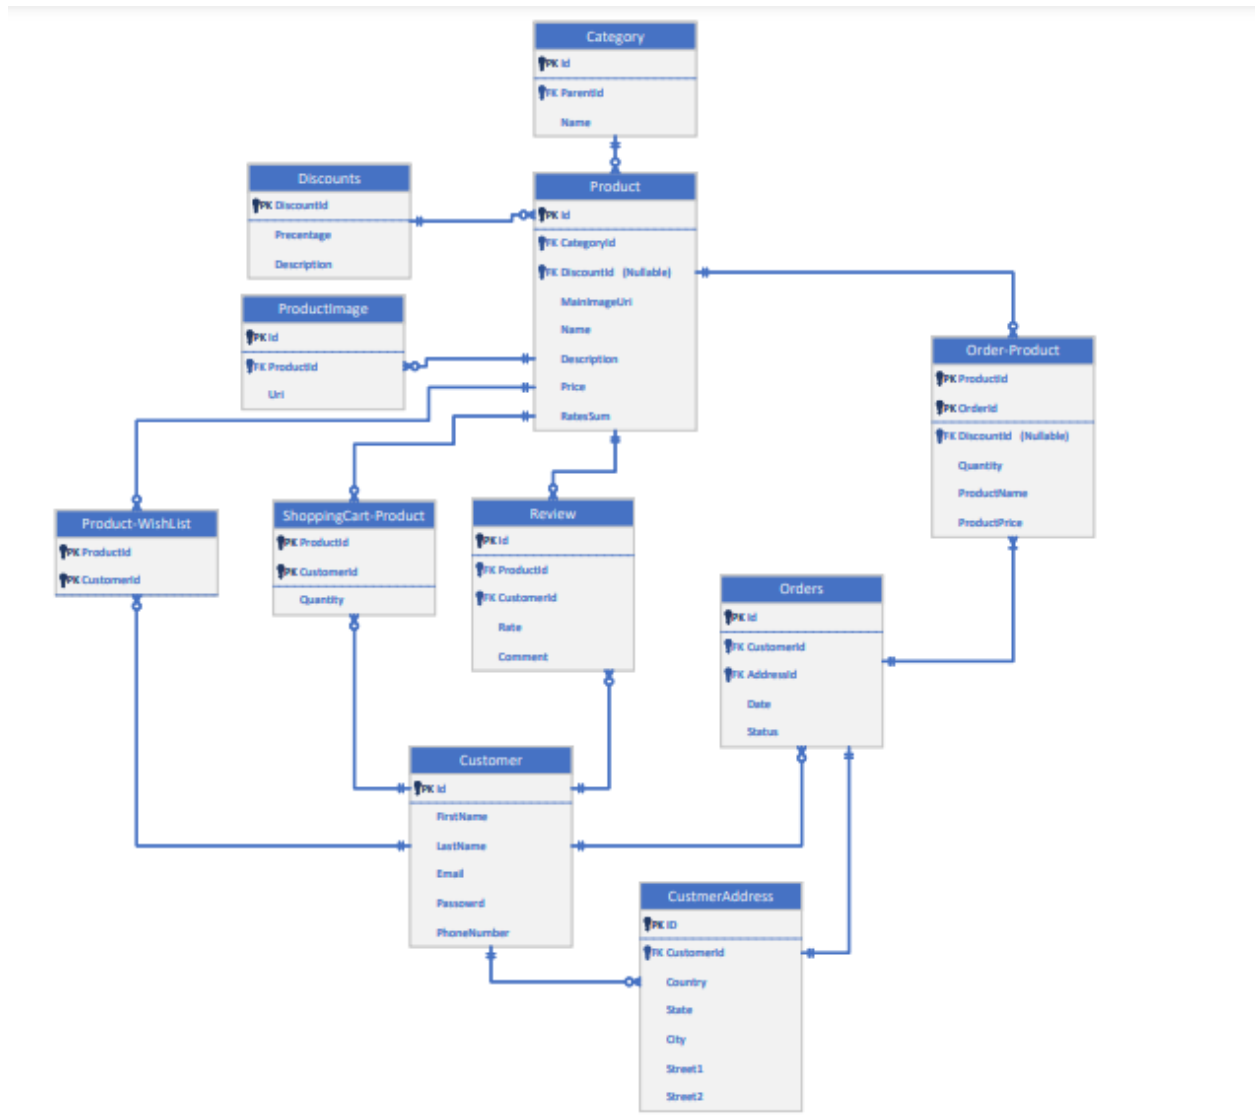 Category
PK Id
FK ParentId
Name
Discounts
PK DiscountId
Precentage
Description
Product
PK Id
FK CategoryId
FK DiscountId (Nullable)
MainImageUri
Name
Description
Price
RatesSum
ProductImage
PK Id
FK ProductId
Uri
Order-Product
PK ProductId
PK OrderId
FK DiscountId (Nullable)
Quantity
ProductName
ProductPrice
Product-WishList
PK ProductId
PK CustomerId
ShoppingCart-Product
PK ProductId
PK CustomerId
Quantity
Review
PK Id
FK ProductId
FK CustomerId
Rate
Comment
Orders
PK Id
FK CustomerId
FK AddressId
Date
Status
Customer
PK Id
FirstName
LastName
Email
Passowrd
PhoneNumber
CustmerAddress
PK ID
FK CustomerId
Country
State
City
Street1
Street2